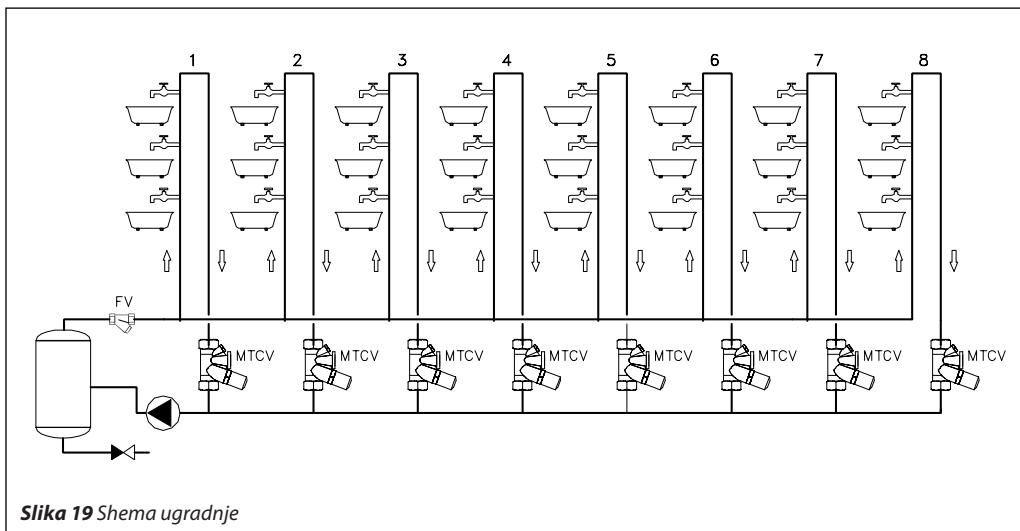 1 2 3 4 5 6 7 8
FV
MTCV MTCV MTCV MTCV MTCV MTCV MTCV MTCV
Slika 19 Shema ugradnje